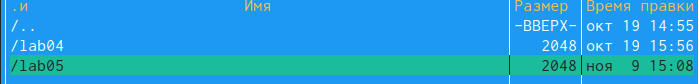 .и Имя Размер Время правки
/.. -ВВЕРХ- окт 19 14:55
/lab04 2048 окт 19 15:56
/lab05 2048 ноя 9 15:08